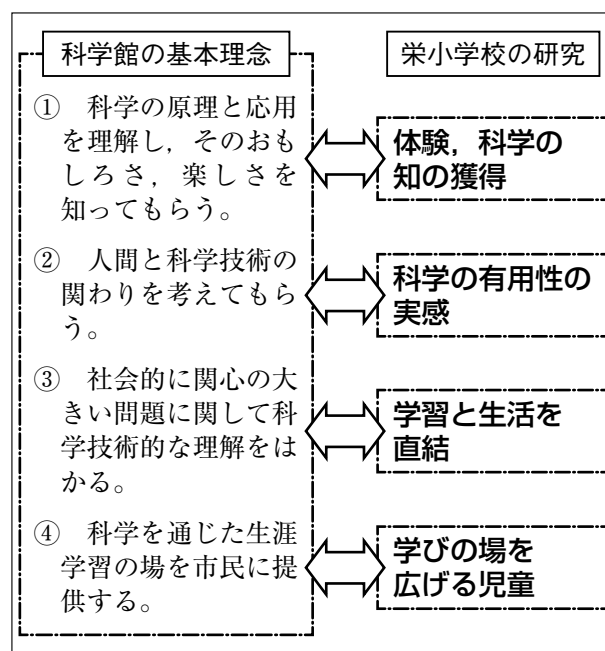 科学館の基本理念
① 科学の原理と応用
を理解し，そのおも
しろさ，楽しさを
知ってもらう。
② 人間と科学技術の
関わりを考えてもら
う。
③ 社会的に関心の大
きい問題に関して科
学技術的な理解をは
かる。
④ 科学を通じた生涯
学習の場を市民に提
供する。
栄小学校の研究
体験，科学の
知の獲得
科学の有用性の
実感
学習と生活を
直結
学びの場を
広げる児童